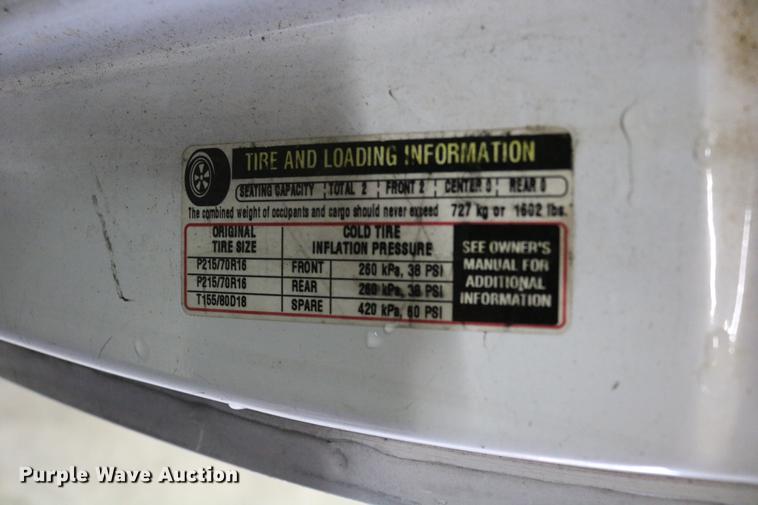 TIRE AND LOADING INFORMATION
SEATING CAPACITY TOTAL 2 FRONT 2 CENTER 0 REAR 0
The combined weight of occupants and cargo should never exceed 727 kg or 1602 lbs.
ORIGINAL TIRE SIZE COLD TIRE INFLATION PRESSURE
P215/70R16 FRONT 260 kPa, 38 PSI
P215/70R16 REAR 260 kPa, 38 PSI
T155/80D18 SPARE 420 kPa, 60 PSI
SEE OWNER'S
MANUAL FOR
ADDITIONAL
INFORMATION
Purple Wave Auction